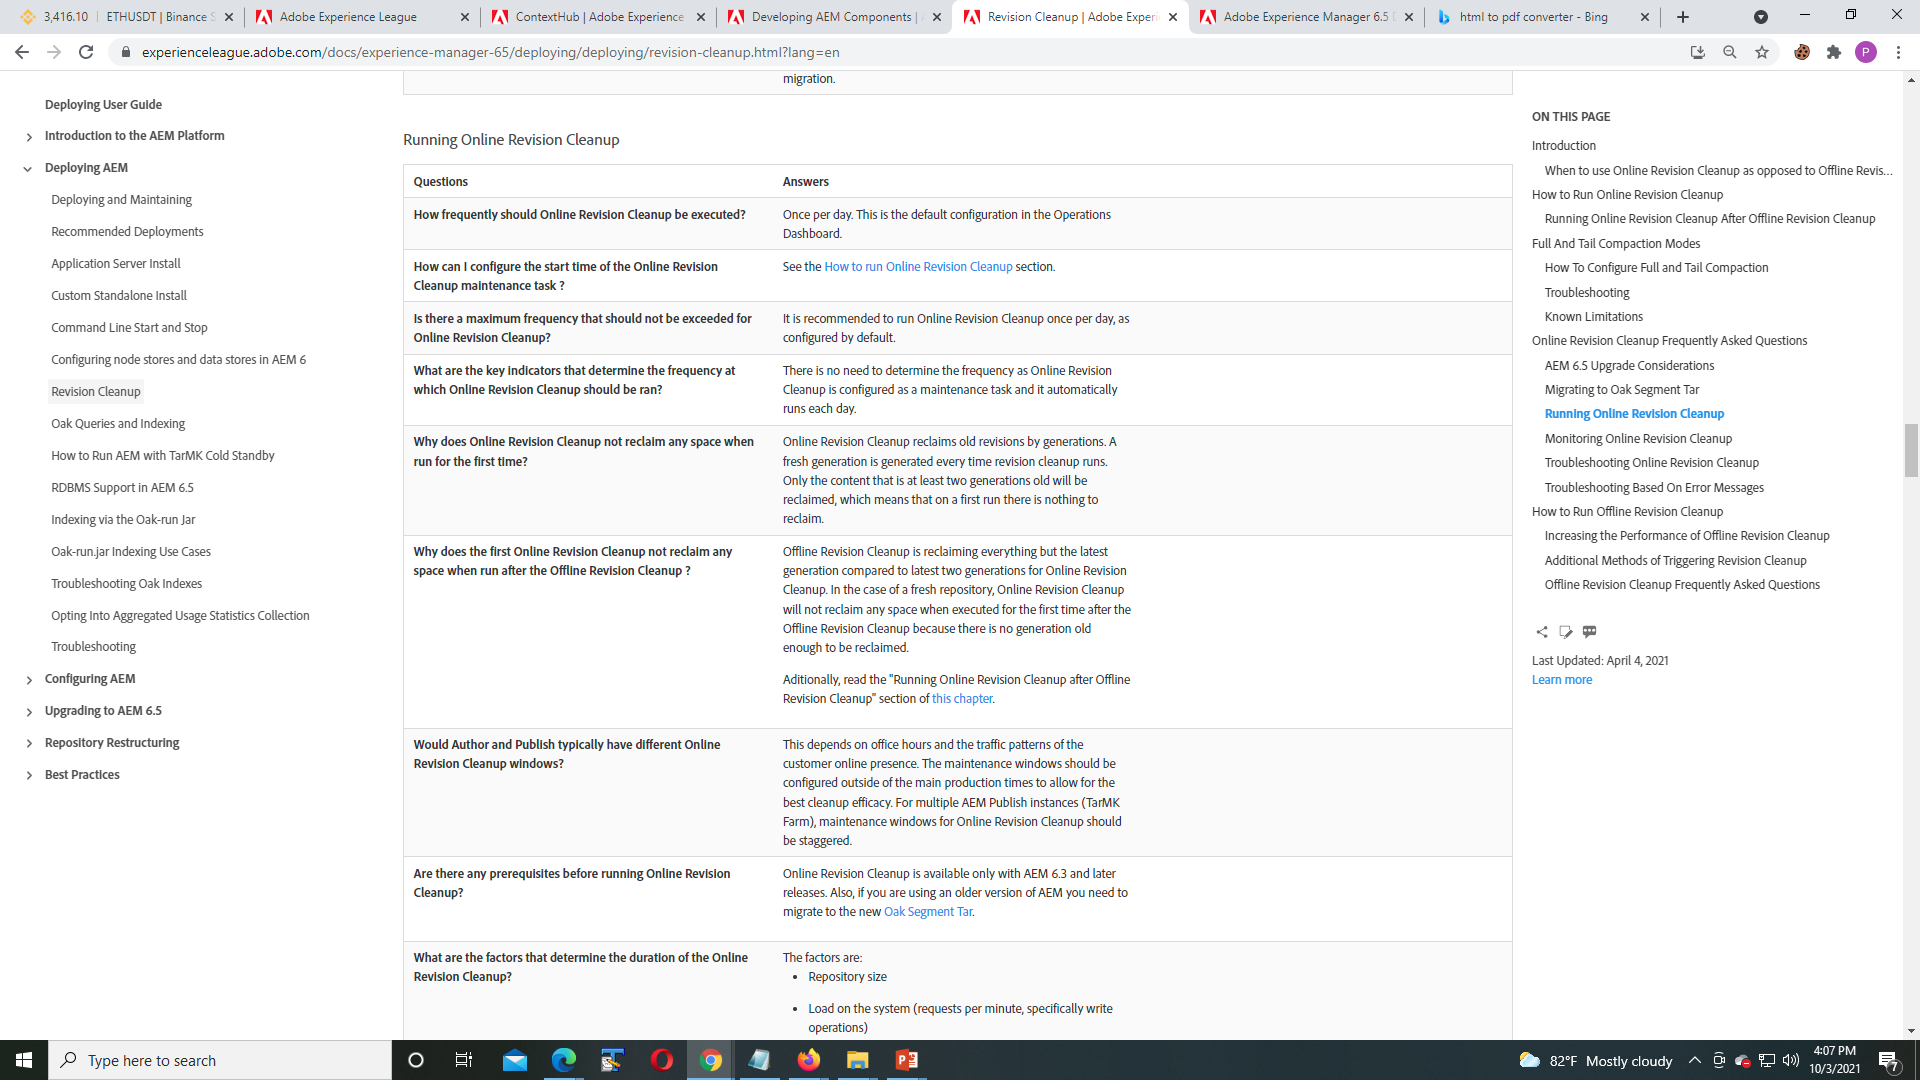 3,416.10 ETHUSDT | Binance S
Adobe Experience League
ContextHub | Adobe Experience
Developing AEM Components |
Revision Cleanup | Adobe Experi
Adobe Experience Manager 6.5
html to pdf converter - Bing
experienceleague.adobe.com/docs/experience-manager-65/deploying/deploying/revision-cleanup.html?lang=en
P
Deploying User Guide
Introduction to the AEM Platform
Deploying AEM
Deploying and Maintaining
Recommended Deployments
Application Server Install
Custom Standalone Install
Command Line Start and Stop
Configuring node stores and data stores in AEM 6
Revision Cleanup
Oak Queries and Indexing
How to Run AEM with TarMK Cold Standby
RDBMS Support in AEM 6.5
Indexing via the Oak-run Jar
Oak-run.jar Indexing Use Cases
Troubleshooting Oak Indexes
Opting Into Aggregated Usage Statistics Collection
Troubleshooting
Configuring AEM
Upgrading to AEM 6.5
Repository Restructuring
Best Practices
migration.
Running Online Revision Cleanup
Questions
Answers
How frequently should Online Revision Cleanup be executed?
Once per day. This is the default configuration in the Operations
Dashboard.
How can I configure the start time of the Online Revision
Cleanup maintenance task ?
See the How to run Online Revision Cleanup section.
Is there a maximum frequency that should not be exceeded for
Online Revision Cleanup?
It is recommended to run Online Revision Cleanup once per day, as
configured by default.
What are the key indicators that determine the frequency at
which Online Revision Cleanup should be ran?
There is no need to determine the frequency as Online Revision
Cleanup is configured as a maintenance task and it automatically
runs each day.
Why does Online Revision Cleanup not reclaim any space when
run for the first time?
Online Revision Cleanup reclaims old revisions by generations. A
fresh generation is generated every time revision cleanup runs.
Only the content that is at least two generations old will be
reclaimed, which means that on a first run there is nothing to
reclaim.
Why does the first Online Revision Cleanup not reclaim any
space when run after the Offline Revision Cleanup ?
Offline Revision Cleanup is reclaiming everything but the latest
generation compared to latest two generations for Online Revision
Cleanup. In the case of a fresh repository, Online Revision Cleanup
will not reclaim any space when executed for the first time after the
Offline Revision Cleanup because there is no generation old
enough to be reclaimed.
Aditionally, read the "Running Online Revision Cleanup after Offline
Revision Cleanup" section of this chapter.
Would Author and Publish typically have different Online
Revision Cleanup windows?
This depends on office hours and the traffic patterns of the
customer online presence. The maintenance windows should be
configured outside of the main production times to allow for the
best cleanup efficacy. For multiple AEM Publish instances (TarMK
Farm), maintenance windows for Online Revision Cleanup should
be staggered.
Are there any prerequisites before running Online Revision
Cleanup?
Online Revision Cleanup is available only with AEM 6.3 and later
releases. Also, if you are using an older version of AEM you need to
migrate to the new Oak Segment Tar.
What are the factors that determine the duration of the Online
Revision Cleanup?
The factors are:
• Repository size
• Load on the system (requests per minute, specifically write
operations)
ON THIS PAGE
Introduction
When to use Online Revision Cleanup as opposed to Offline Revis...
How to Run Online Revision Cleanup
Running Online Revision Cleanup After Offline Revision Cleanup
Full And Tail Compaction Modes
How To Configure Full and Tail Compaction
Troubleshooting
Known Limitations
Online Revision Cleanup Frequently Asked Questions
AEM 6.5 Upgrade Considerations
Migrating to Oak Segment Tar
Running Online Revision Cleanup
Monitoring Online Revision Cleanup
Troubleshooting Online Revision Cleanup
Troubleshooting Based On Error Messages
How to Run Offline Revision Cleanup
Increasing the Performance of Offline Revision Cleanup
Additional Methods of Triggering Revision Cleanup
Offline Revision Cleanup Frequently Asked Questions
Last Updated: April 4, 2021
Learn more
Type here to search
82°F Mostly cloudy
4:07 PM
10/3/2021
7